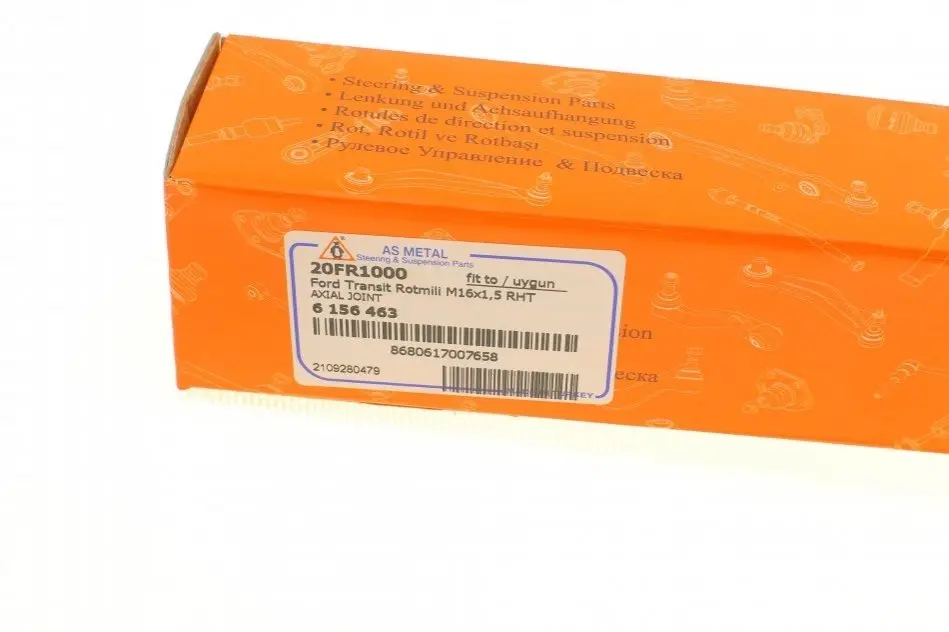 • Steering & Suspension Parts
• Lenkung und Achsaufhangung
• Rotules de direction et suspension
• Rot, Rotil ve Rotbaşı
• Рулевое Управление & Подвеска
AS METAL
Steering & Suspension Parts
20FR1000
fit to / uygun
Ford Transit Rotmili M16x1,5 RHT
AXIAL JOINT
6 156 463
8680617007658
2109280479